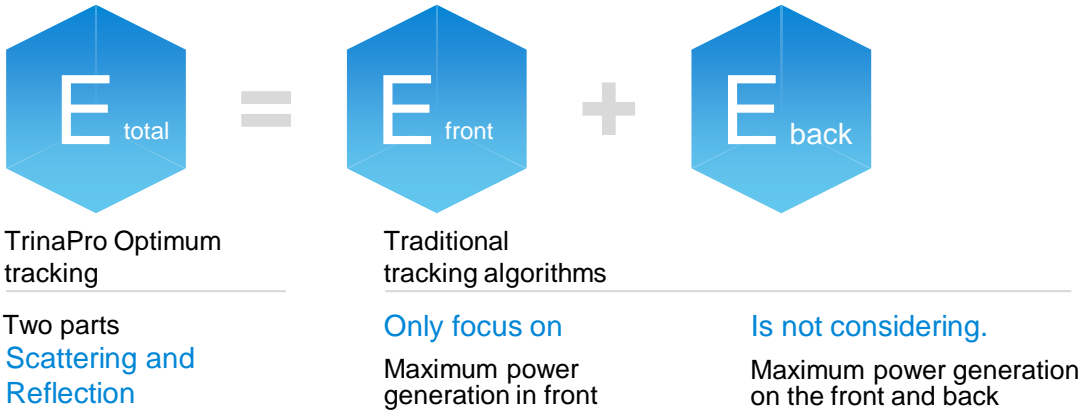 E total = E front + E back
TrinaPro Optimum
tracking
Traditional
tracking algorithms
Two parts
Scattering and
Reflection
Only focus on
Maximum power
generation in front
Is not considering.
Maximum power generation
on the front and back